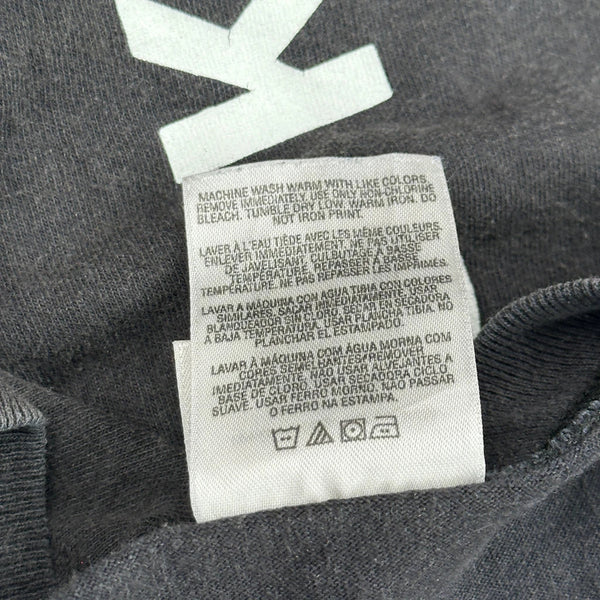 K
MACHINE WASH WARM WITH LIKE COLORS.
REMOVE IMMEDIATELY. USE ONLY NON-CHLORINE
BLEACH. TUMBLE DRY LOW. WARM IRON. DO
NOT IRON PRINT.
LAVER À L'EAU TIÈDE AVEC LES MÊME COULEURS.
ENLEVER IMMEDIATEMENT. NE PAS UTILISER
DE JAVELISANT. CULBUTAGE A BASSE
TEMPÉRATURE. REPASSER À BASSE
TEMPÉRATURE. NE PAS REPASSER LES IMPRIMÉS.
LAVAR A MÁQUINA CON AGUA TIBIA CON COLORES
SIMILARES. SACAR IMMEDIATAMENTE. USAR
BLANQUEADOR SIN CLORO. SECAR EN SECADORA
A BAJA TEMPERATURA. USAR PLANCHA TIBIA. NO
PLANCHAR EL ESTAMPADO.
LAVAR À MÁQUINA COM AGUA MORNA COM
CORES SEMELHANTES/REMOVER
IMEDIATAMENTE. NÃO USAR ALVEJANTES A
BASE DE CLORO. USAR SECADORA CICLO
SUAVE. USAR FERRO MORNO. NÃO PASSAR
O FERRO NA ESTAMPA.